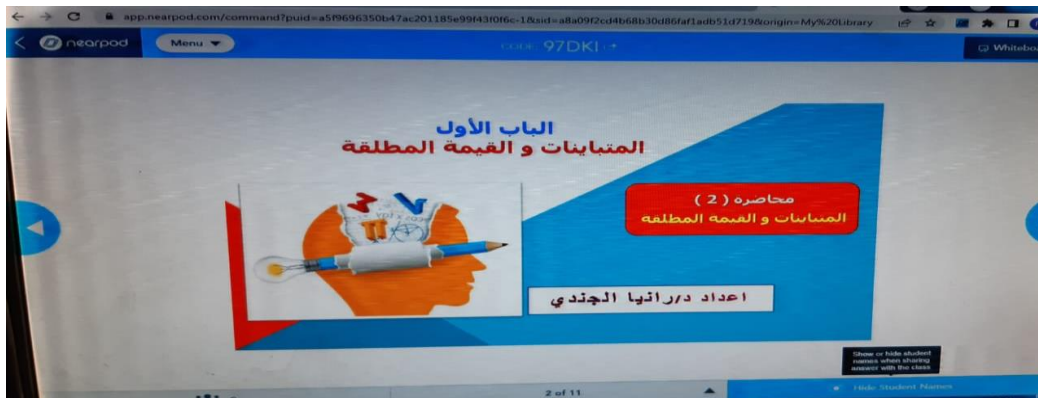 app.nearpod.com/command?puid=a5f9696350b47ac201185e99f43f0f6c-1&sid=a8a09f2cd4b68b30d86faf1adb51d719&origin=My%20Library
nearpod
Menu
CODE: 97DKI
Whiteboa
الباب الأول
المتباينات و القيمة المطلقة
محاضره ( 2 )
المتباينات و القيمه المطلقه
اعداد د/رانيا الجندي
Show or hide student
names when sharing
answer with the class
2 of 11
Hide Student Names